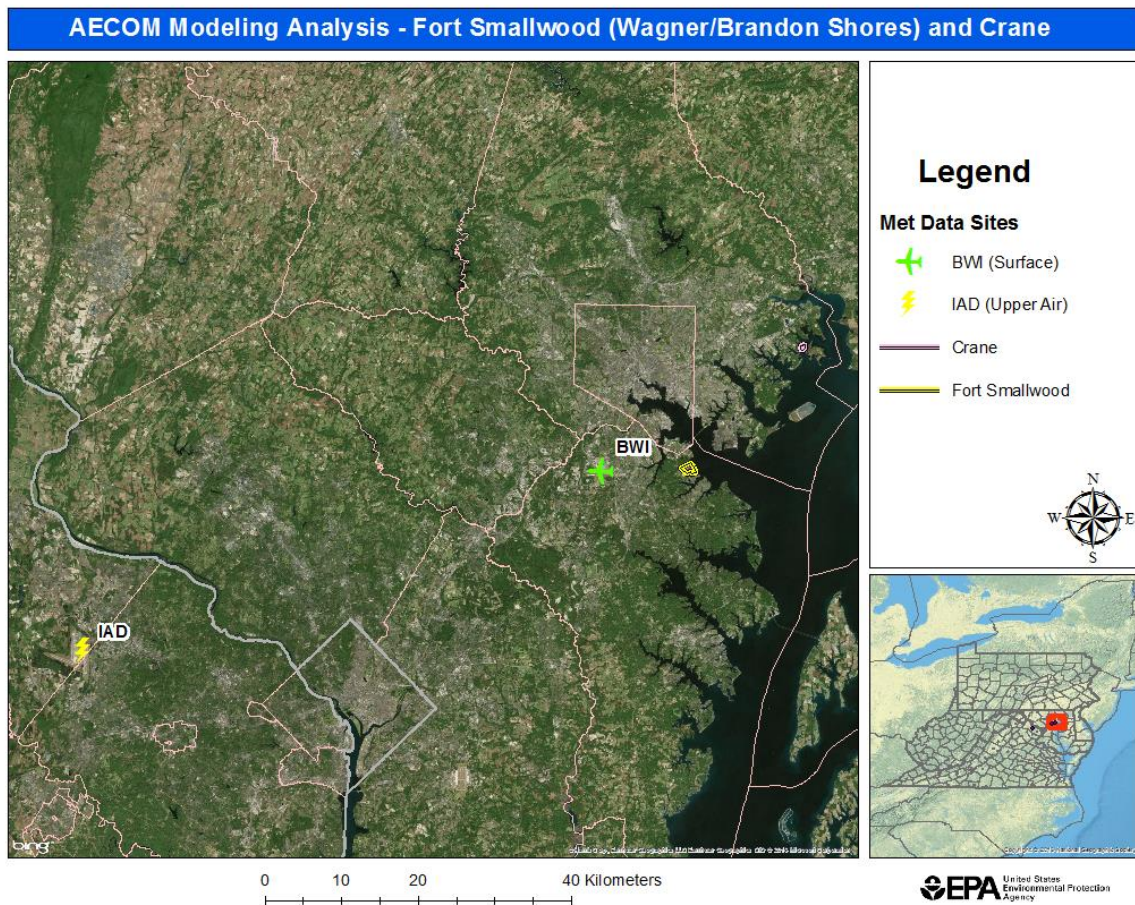 AECOM Modeling Analysis - Fort Smallwood (Wagner/Brandon Shores) and Crane
Legend
Met Data Sites
BWI (Surface)
IAD (Upper Air)
Crane
Fort Smallwood
BWI
IAD
N
W
E
S
bing
0 10 20 40 Kilometers
EPA
United States
Environmental Protection
Agency